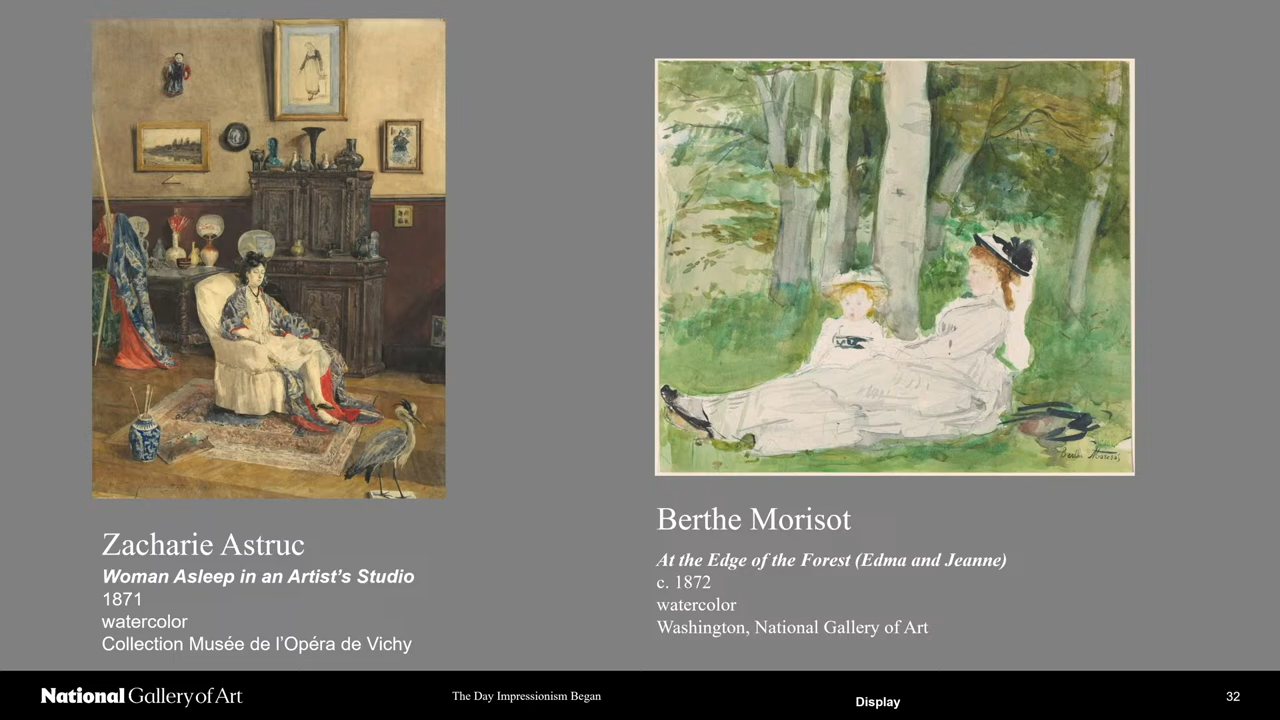 Zacharie Astruc
Woman Asleep in an Artist's Studio
1871
watercolor
Collection Musée de l'Opéra de Vichy
Berthe Morisot
Berthe Morisot
At the Edge of the Forest (Edma and Jeanne)
c. 1872
watercolor
Washington, National Gallery of Art
National Gallery of Art
The Day Impressionism Began
Display
32